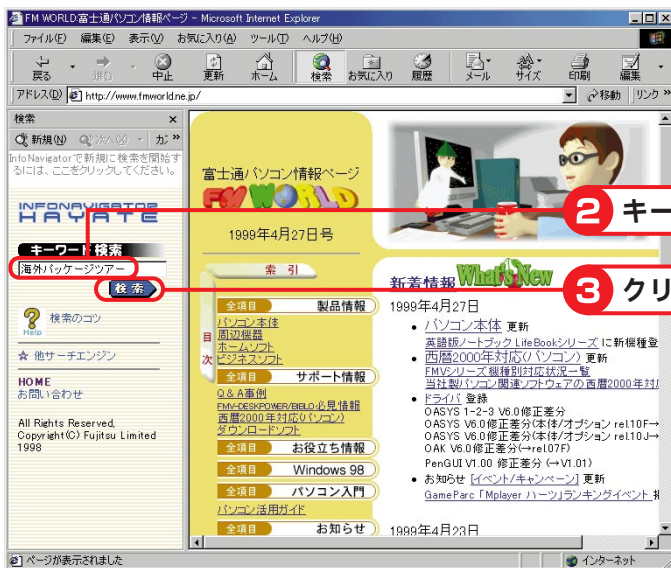 FM WORLD:富士通パソコン情報ページ - Microsoft Internet Explorer
ファイル(F) 編集(E) 表示(V) お気に入り(A) ツール(T) ヘルプ(H)
戻る 進む 中止 更新 ホーム 検索 お気に入り 履歴 メール サイズ 印刷 編集
アドレス(D) http://www.fmworld.ne.jp/ 移動 リンク »
検索 ×
新規(N) 次へ(X) カ: »
InfoNavigatorで新規に検索を開始す
るには、ここをクリックしてください。
INFONAVIGATOR
HAYATE
キーワード検索
海外パッケージツアー
検索
Help 検索のコツ
☆ 他サーチエンジン
HOME
お問い合わせ
All Rights Reserved,
Copyright(C) Fujitsu Limited
1998
富士通パソコン情報ページ
FM WORLD
1999年4月27日号
索引
目次
全項目 製品情報
パソコン本体
周辺機器
ホームソフト
ビジネスソフト
全項目 サポート情報
Q&A事例
FMV-DESKPOWER/BIBLO必見情報
西暦2000年対応(パソコン)
ダウンロードソフト
全項目 お役立ち情報
全項目 Windows 98
全項目 パソコン入門
パソコン活用ガイド
全項目 お知らせ
2 キー
3 クリ
新着情報 What's New
1999年4月27日
• パソコン本体 更新
英語版ノートブック LifeBookシリーズ に新機種登
• 西暦2000年対応(パソコン) 更新
FMVシリーズ機種別対応状況一覧
当社製パソコン関連ソフトウェアの西暦2000年対
• ドライバ 登録
OASYS 1-2-3 V6.0修正差分
OASYS V6.0修正差分(本体/オプション rel.10F→
OASYS V6.0修正差分(本体/オプション rel.10J→
OAK V6.0修正差分(→rel.07F)
PenGUI V1.00 修正差分 (→V1.01)
• お知らせ [イベント/キャンペーン] 更新
GameParc「Mplayer ハーツ」ランキングイベント
1999年4月23日
ページが表示されました インターネット